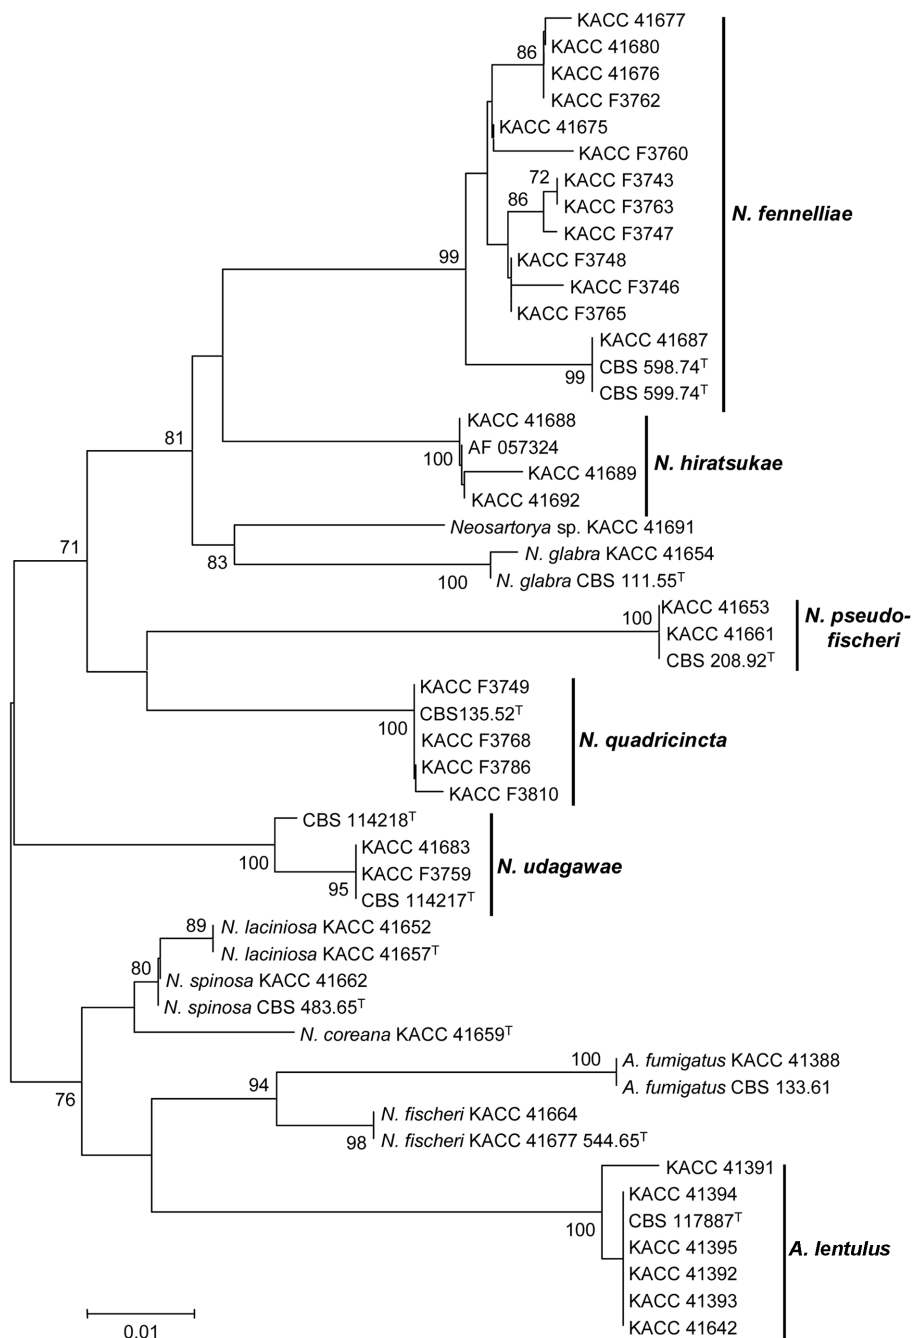 KACC 41677
86
KACC 41680
KACC 41676
KACC F3762
KACC 41675
KACC F3760
72
KACC F3743
86
KACC F3763
N. fennelliae
KACC F3747
99
KACC F3748
KACC F3746
KACC F3765
KACC 41687
CBS 598.74ᵀ
99
CBS 599.74ᵀ
KACC 41688
81
AF 057324
100
N. hiratsukae
KACC 41689
KACC 41692
Neosartorya sp. KACC 41691
71
N. glabra KACC 41654
83
100
N. glabra CBS 111.55ᵀ
KACC 41653
100
N. pseudo-
fischeri
KACC 41661
CBS 208.92ᵀ
KACC F3749
CBS135.52ᵀ
100
KACC F3768
N. quadricincta
KACC F3786
KACC F3810
CBS 114218ᵀ
KACC 41683
100
N. udagawae
KACC F3759
95
CBS 114217ᵀ
89
N. laciniosa KACC 41652
N. laciniosa KACC 41657ᵀ
80
N. spinosa KACC 41662
N. spinosa CBS 483.65ᵀ
N. coreana KACC 41659ᵀ
100
A. fumigatus KACC 41388
94
A. fumigatus CBS 133.61
76
N. fischeri KACC 41664
98
N. fischeri KACC 41677 544.65ᵀ
KACC 41391
KACC 41394
100
CBS 117887ᵀ
KACC 41395
A. lentulus
KACC 41392
KACC 41393
KACC 41642
0.01